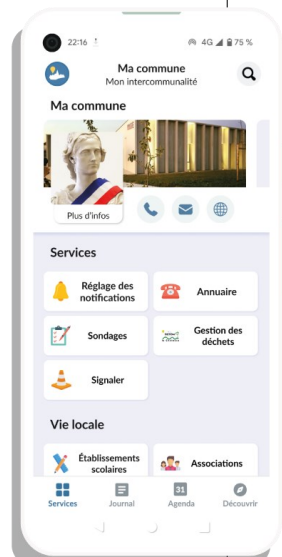 22:16
4G 75 %
Ma commune
Mon intercommunalité
Ma commune
Plus d'infos
Services
Réglage des
notifications
Annuaire
Sondages
Gestion des
déchets
Signaler
Vie locale
Établissements
scolaires
Associations
31
Services
Journal
Agenda
Découvrir